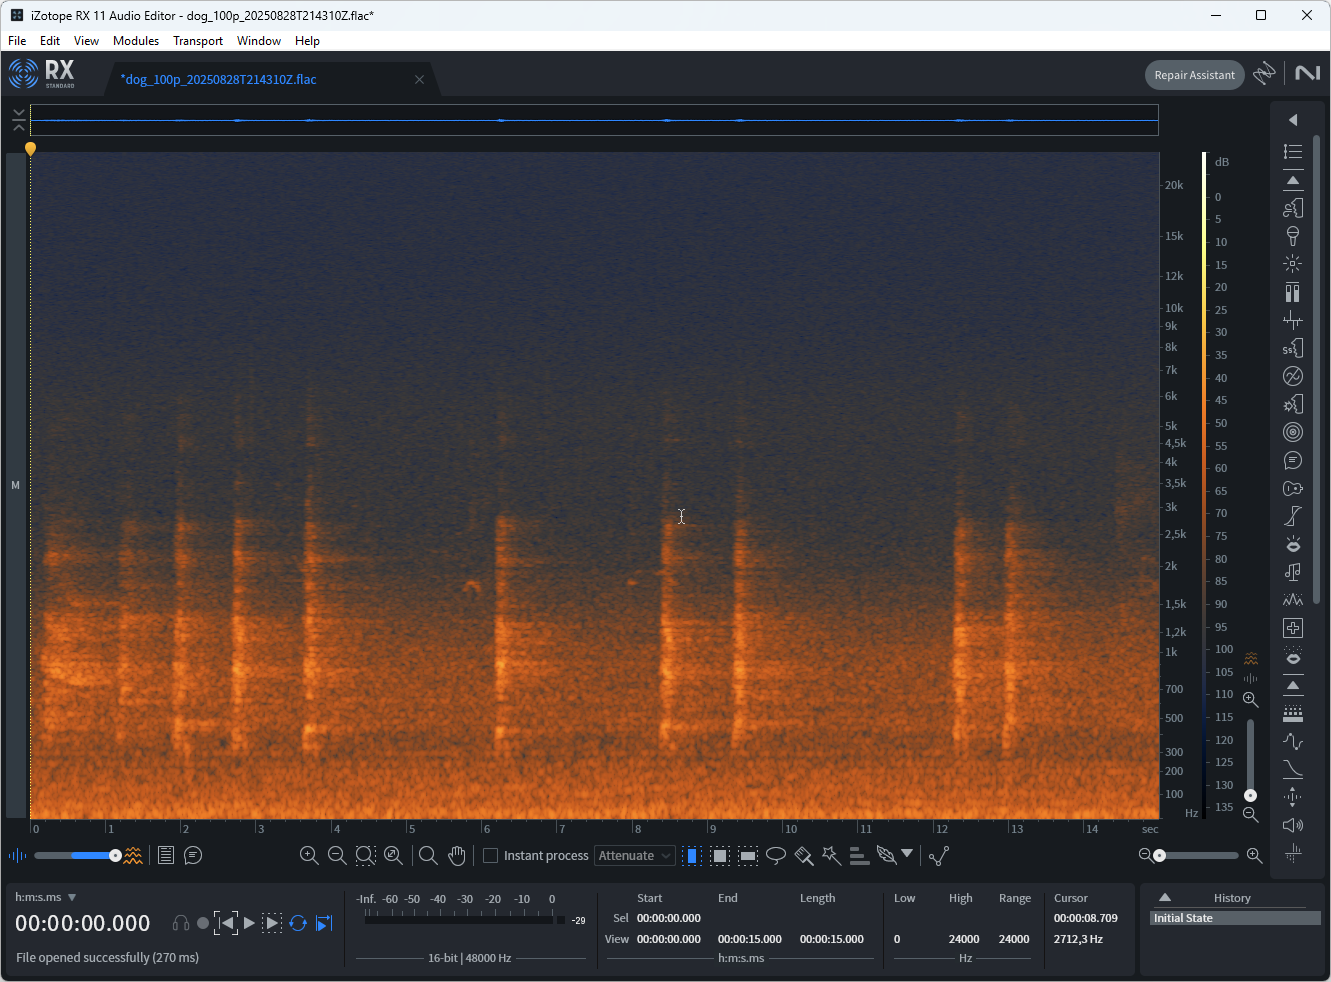 iZotope RX 11 Audio Editor - dog_100p_20250828T214310Z.flac*
File Edit View Modules Transport Window Help
RX
STANDARD
*dog_100p_20250828T214310Z.flac
Repair Assistant
dB
20k
15k
12k
10k
9k
8k
7k
6k
5k
4,5k
4k
3,5k
3k
2,5k
2k
1,5k
1,2k
1k
700
500
300
200
100
Hz
0
5
10
15
20
25
30
35
40
45
50
55
60
65
70
75
80
85
90
95
100
105
110
115
120
125
130
135
M
SS
0 1 2 3 4 5 6 7 8 9 10 11 12 13 14 sec
Instant process Attenuate
h:m:s.ms
00:00:00.000
File opened successfully (270 ms)
-Inf. -60 -50 -40 -30 -20 -10 0
-29
16-bit | 48000 Hz
Start End Length
Sel 00:00:00.000
View 00:00:00.000 00:00:15.000 00:00:15.000
h:m:s.ms
Low High Range
0 24000 24000
Hz
Cursor
00:00:08.709
2712,3 Hz
History
Initial State